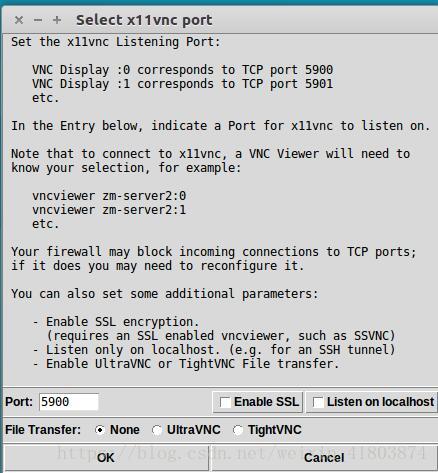 Select x11vnc port
Set the x11vnc Listening Port:
VNC Display :0 corresponds to TCP port 5900
VNC Display :1 corresponds to TCP port 5901
etc.
In the Entry below, indicate a Port for x11vnc to listen on.
Note that to connect to x11vnc, a VNC Viewer will need to
know your selection, for example:
vncviewer zm-server2:0
vncviewer zm-server2:1
etc.
Your firewall may block incoming connections to TCP ports;
if it does you may need to reconfigure it.
You can also set some additional parameters:
- Enable SSL encryption.
(requires an SSL enabled vncviewer, such as SSVNC)
- Listen only on localhost. (e.g. for an SSH tunnel)
- Enable UltraVNC or TightVNC File transfer.
Port: 5900 Enable SSL Listen on localhost
File Transfer: None UltraVNC TightVNC
https://blog.csdn.net/weixin_41803874
OK Cancel